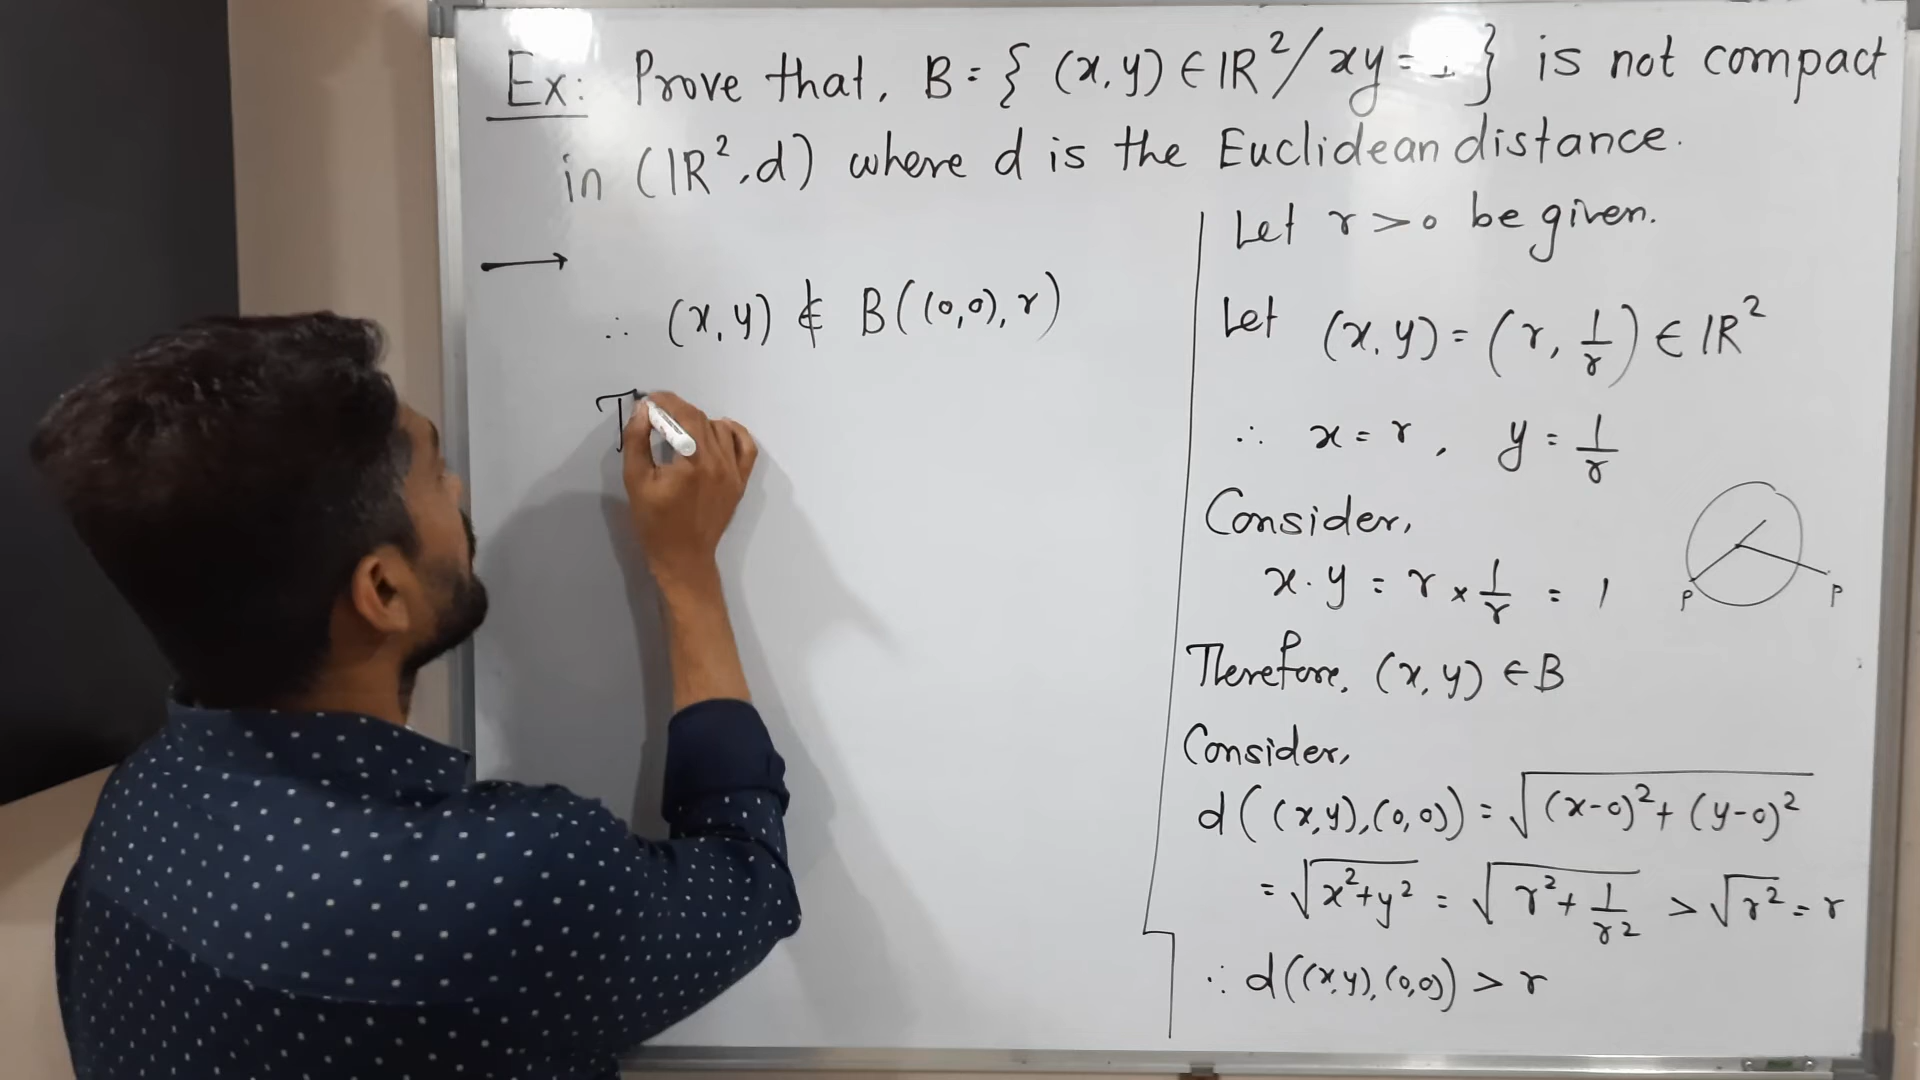 Ex: Prove that, B = { (x,y) ∈ ℝ² / xy = 1 } is not compact
in (ℝ², d) where d is the Euclidean distance.
Let r > 0 be given.
Let (x,y) = (r, 1/r) ∈ ℝ²
∴ x = r, y = 1/r
Consider,
x.y = r × 1/r = 1
P P
Therefore, (x,y) ∈ B
Consider,
d((x,y),(0,0)) = √((x-0)² + (y-0)²)
= √(x²+y²) = √(r² + 1/r²) > √r² = r
∴ d((x,y),(0,0)) > r
→
∴ (x,y) ∉ B((0,0),r)
T